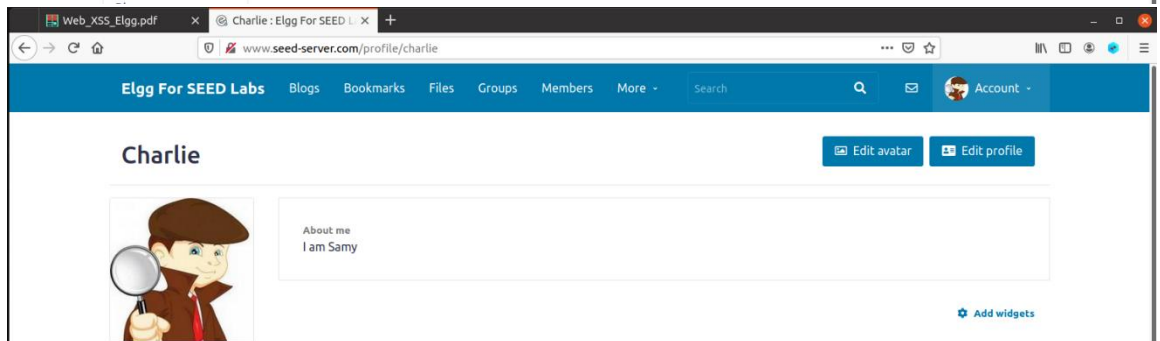 Web_XSS_Elgg.pdf
Charlie : Elgg For SEED L
www.seed-server.com/profile/charlie
Elgg For SEED Labs Blogs Bookmarks Files Groups Members More Search Account
Charlie
Edit avatar Edit profile
About me
I am Samy
Add widgets